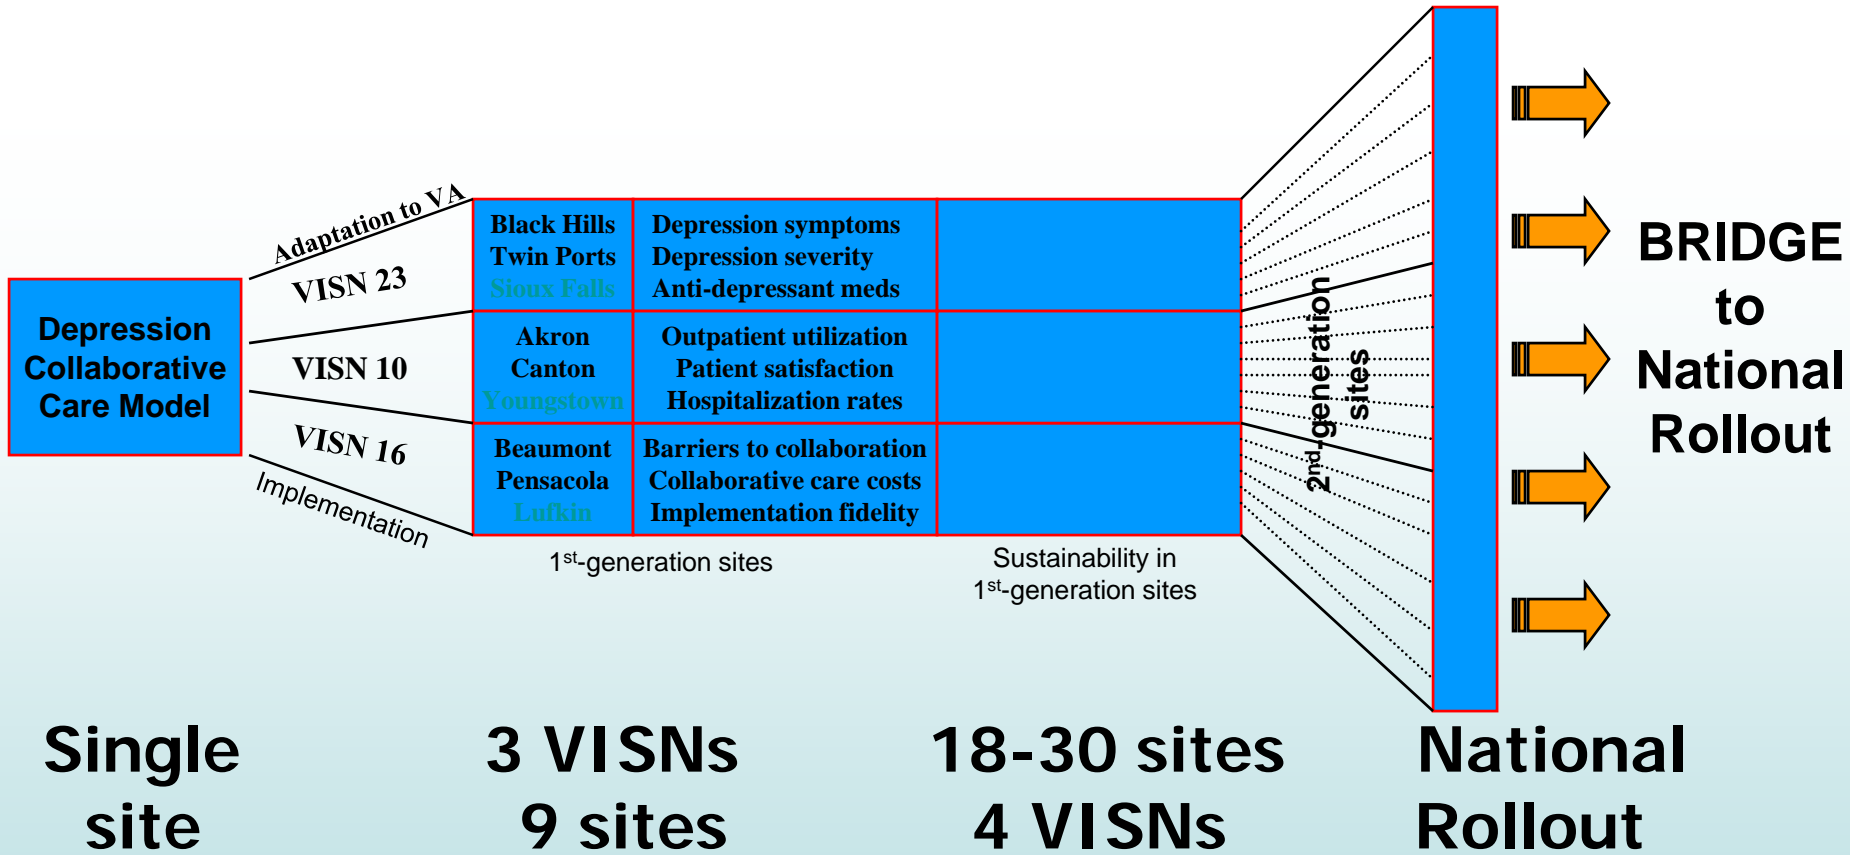 Depression
Collaborative
Care Model
Adaptation to VA
VISN 23
VISN 10
VISN 16
Implementation
Black Hills
Twin Ports
Sioux Falls
Depression symptoms
Depression severity
Anti-depressant meds
Akron
Canton
Youngstown
Outpatient utilization
Patient satisfaction
Hospitalization rates
Beaumont
Pensacola
Lufkin
Barriers to collaboration
Collaborative care costs
Implementation fidelity
1st-generation sites
Sustainability in
1st-generation sites
2nd-generation
sites
BRIDGE
to
National
Rollout
Single
site
3 VISNs
9 sites
18-30 sites
4 VISNs
National
Rollout